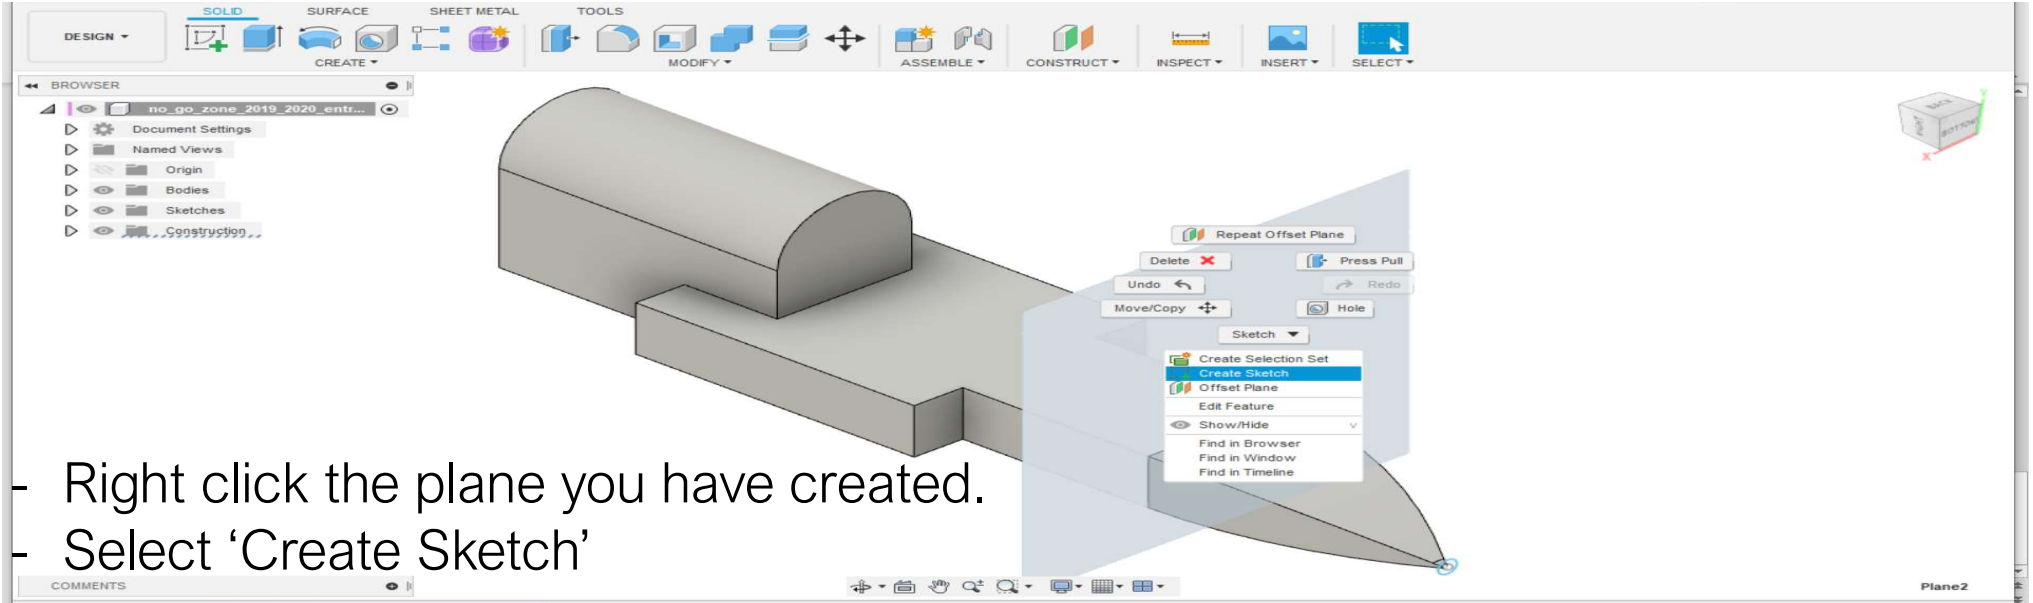 SOLID SURFACE SHEET METAL TOOLS
DESIGN
CREATE MODIFY ASSEMBLE CONSTRUCT INSPECT INSERT SELECT
BROWSER
no_go_zone_2019_2020_entr...
Document Settings
Named Views
Origin
Bodies
Sketches
Construction
BACK
RIGHT
BOTTOM
Y
X
Repeat Offset Plane
Delete Press Pull
Undo Redo
Move/Copy Hole
Sketch
Create Selection Set
Create Sketch
Offset Plane
Edit Feature
Show/Hide V
Find in Browser
Find in Window
Find in Timeline
- Right click the plane you have created.
- Select ‘Create Sketch’
COMMENTS
Plane2